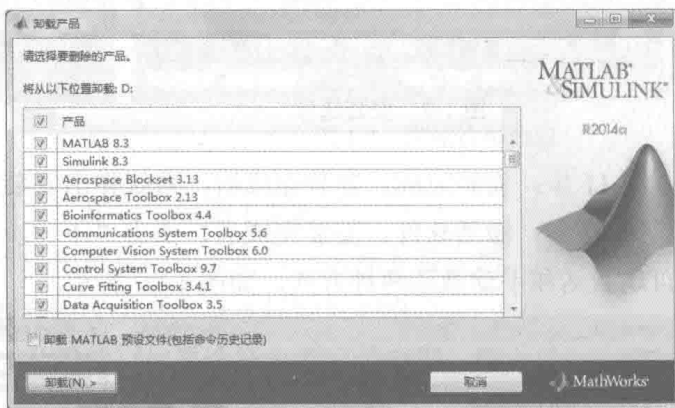 卸载产品
请选择要删除的产品。
将从以下位置卸载: D:
产品
MATLAB 8.3
Simulink 8.3
Aerospace Blockset 3.13
Aerospace Toolbox 2.13
Bioinformatics Toolbox 4.4
Communications System Toolbox 5.6
Computer Vision System Toolbox 6.0
Control System Toolbox 9.7
Curve Fitting Toolbox 3.4.1
Data Acquisition Toolbox 3.5
卸载 MATLAB 预设文件(包括命令历史记录)
MATLAB®
&SIMULINK®
R2014a
卸载(N) >
取消
MathWorks®